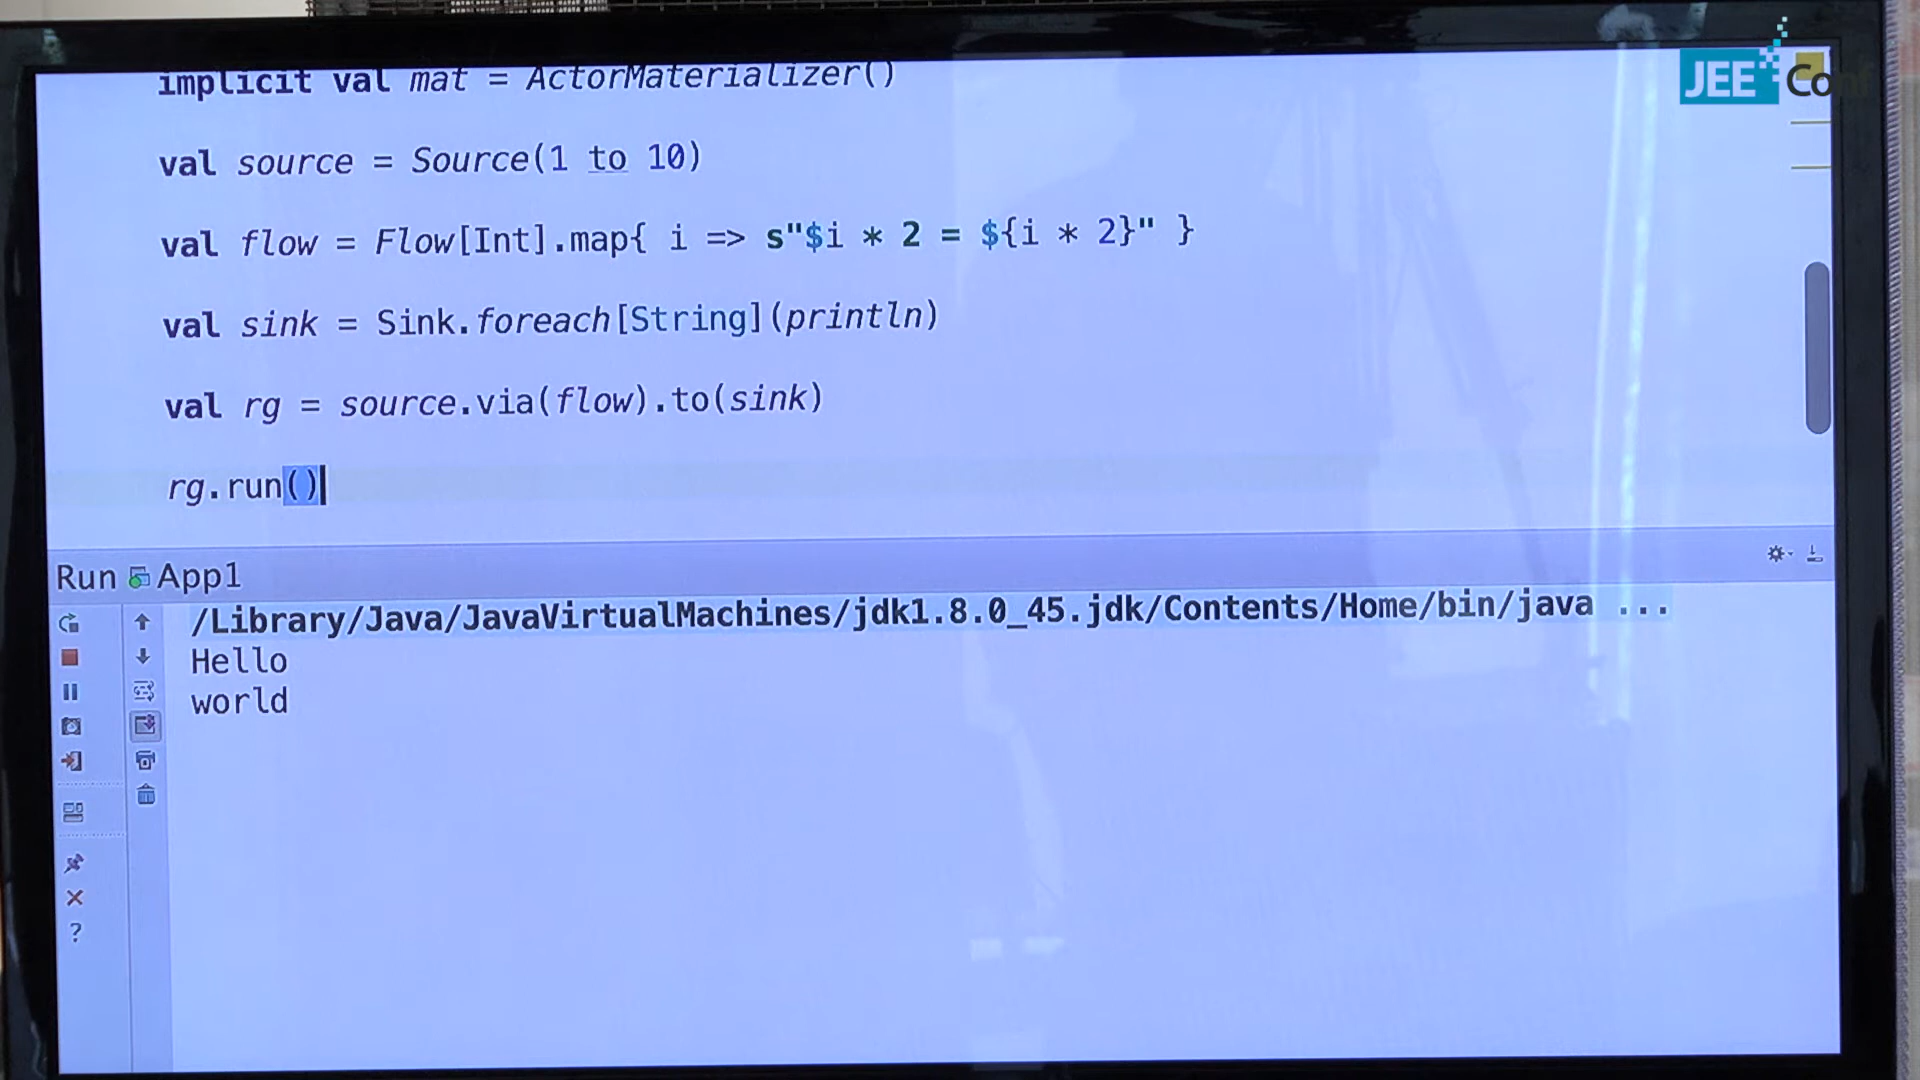 implicit val mat = ActorMaterializer()
JEE Conf
val source = Source(1 to 10)
val flow = Flow[Int].map{ i => s"$i * 2 = ${i * 2}" }
val sink = Sink.foreach[String](println)
val rg = source.via(flow).to(sink)
rg.run()
Run App1
/Library/Java/JavaVirtualMachines/jdk1.8.0_45.jdk/Contents/Home/bin/java ...
Hello
world
?